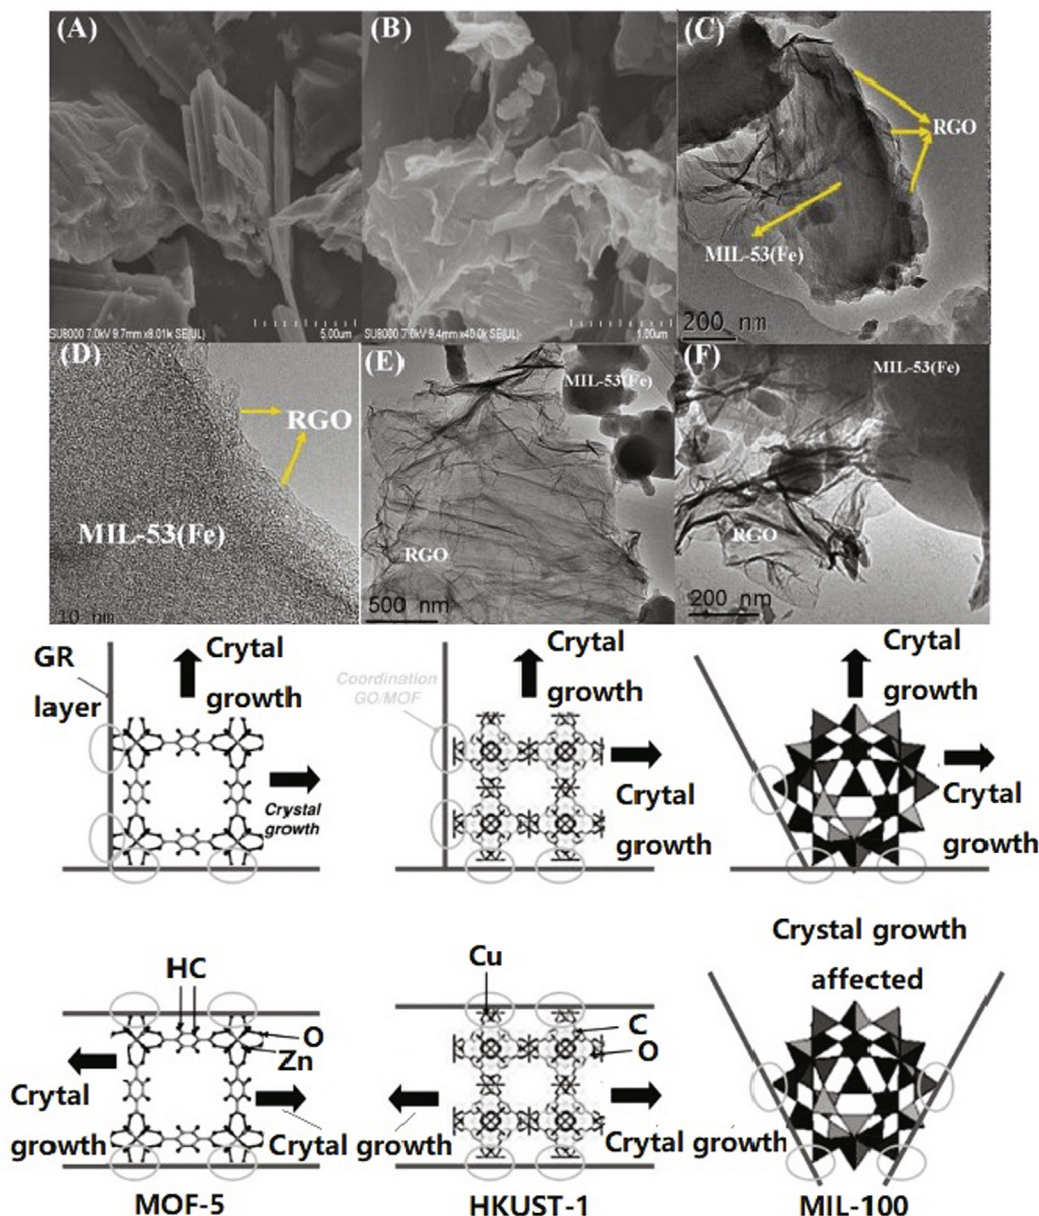 (A)
(B)
(C)
RGO
MIL-53(Fe)
200 nm
SU8000 7.0kV 9.7mm x8.01k SE(UL)
5.00um
SU8000 7.0kV 9.4mm x40.0k SE(UL)
1.00um
(D)
RGO
MIL-53(Fe)
10 nm
(E)
MIL-53(Fe)
RGO
500 nm
(F)
MIL-53(Fe)
RGO
200 nm
GR
layer
Crytal
growth
Crystal
growth
Coordination
GO/MOF
Crytal
growth
Crytal
growth
Crytal
growth
Crytal
growth
HC
O
Zn
Crytal
growth
Crytal growth
MOF-5
Cu
C
O
Crytal growth
HKUST-1
Crystal growth
affected
MIL-100